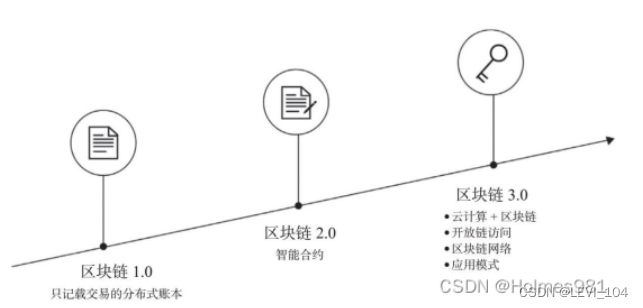 区块链 1.0
只记载交易的分布式账本
区块链 2.0
智能合约
区块链 3.0
• 云计算 + 区块链
• 开放链访问
• 区块链网络
• 应用模式
CSDN @Holmes981
CSDN @LEVI_104